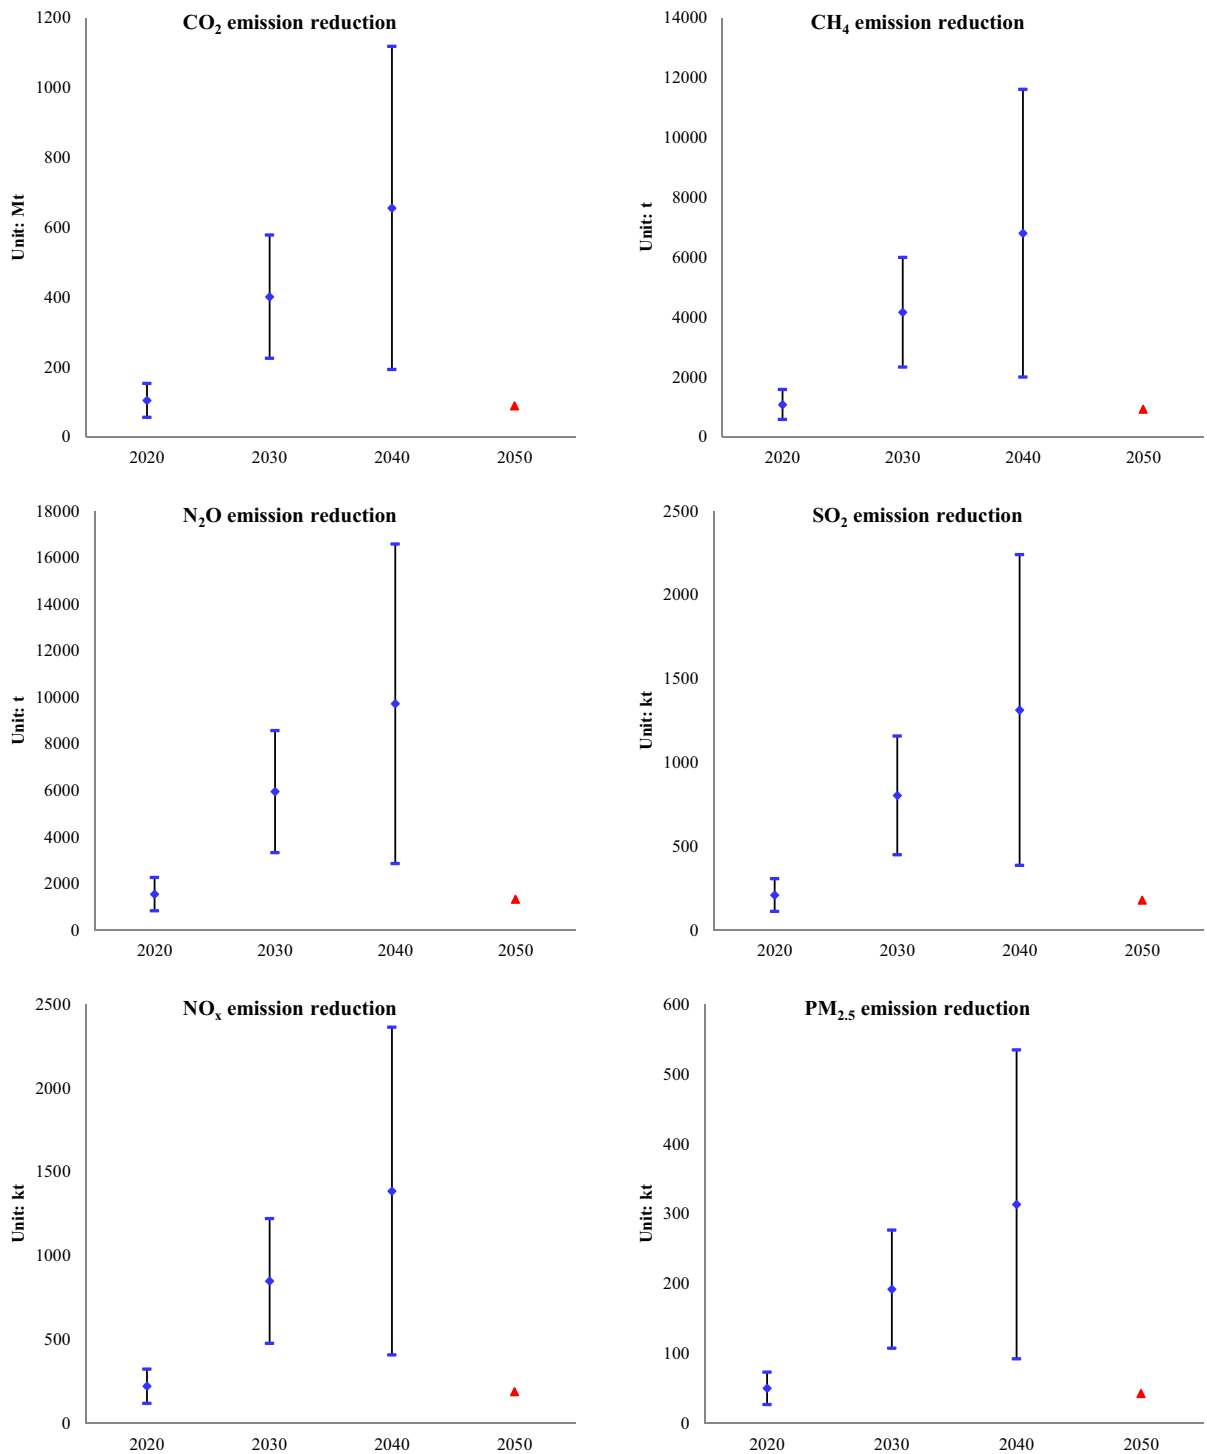 CO₂ emission reduction
Unit: Mt
1200
1000
800
600
400
200
0
2020 2030 2040 2050
CH₄ emission reduction
Unit: t
14000
12000
10000
8000
6000
4000
2000
0
2020 2030 2040 2050
N₂O emission reduction
Unit: t
18000
16000
14000
12000
10000
8000
6000
4000
2000
0
2020 2030 2040 2050
SO₂ emission reduction
Unit: kt
2500
2000
1500
1000
500
0
2020 2030 2040 2050
NOₓ emission reduction
Unit: kt
2500
2000
1500
1000
500
0
2020 2030 2040 2050
PM₂.₅ emission reduction
Unit: kt
600
500
400
300
200
100
0
2020 2030 2040 2050